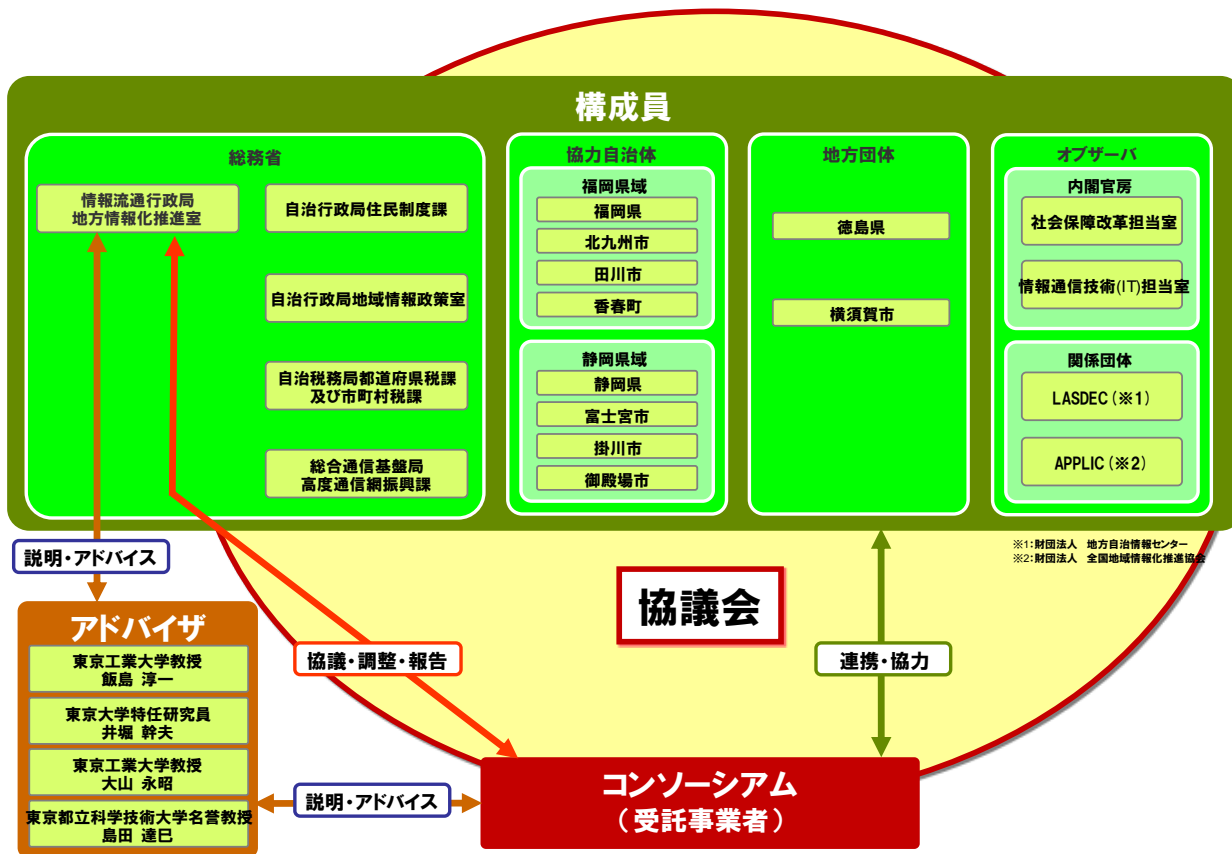 構成員
総務省
情報流通行政局
地方情報化推進室
自治行政局住民制度課
自治行政局地域情報政策室
自治税務局都道府県税課
及び市町村税課
総合通信基盤局
高度通信網振興課
協力自治体
福岡県域
福岡県
北九州市
田川市
香春町
静岡県域
静岡県
富士宮市
掛川市
御殿場市
地方団体
徳島県
横須賀市
オブザーバ
内閣官房
社会保障改革担当室
情報通信技術(IT)担当室
関係団体
LASDEC(※1)
APPLIC(※2)
※1:財団法人 地方自治情報センター
※2:財団法人 全国地域情報化推進協会
説明・アドバイス
協議会
アドバイザ
東京工業大学教授
飯島 淳一
東京大学特任研究員
井堀 幹夫
東京工業大学教授
大山 永昭
東京都立科学技術大学名誉教授
島田 達巳
協議・調整・報告
連携・協力
説明・アドバイス
コンソーシアム
(受託事業者)